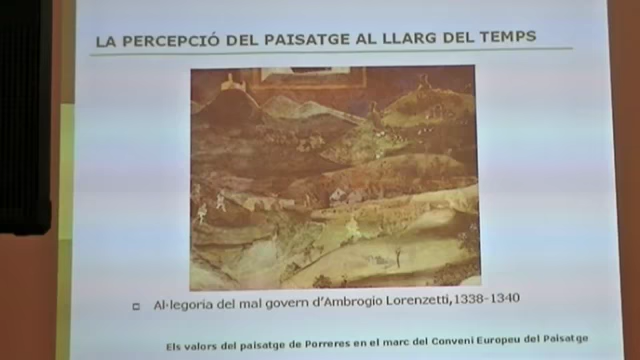 LA PERCEPCIÓ DEL PAISATGE AL LLARG DEL TEMPS
Al·legoria del mal govern d'Ambrogio Lorenzetti, 1338-1340
Els valors del paisatge de Porreres en el marc del Conveni Europeu del Paisatge